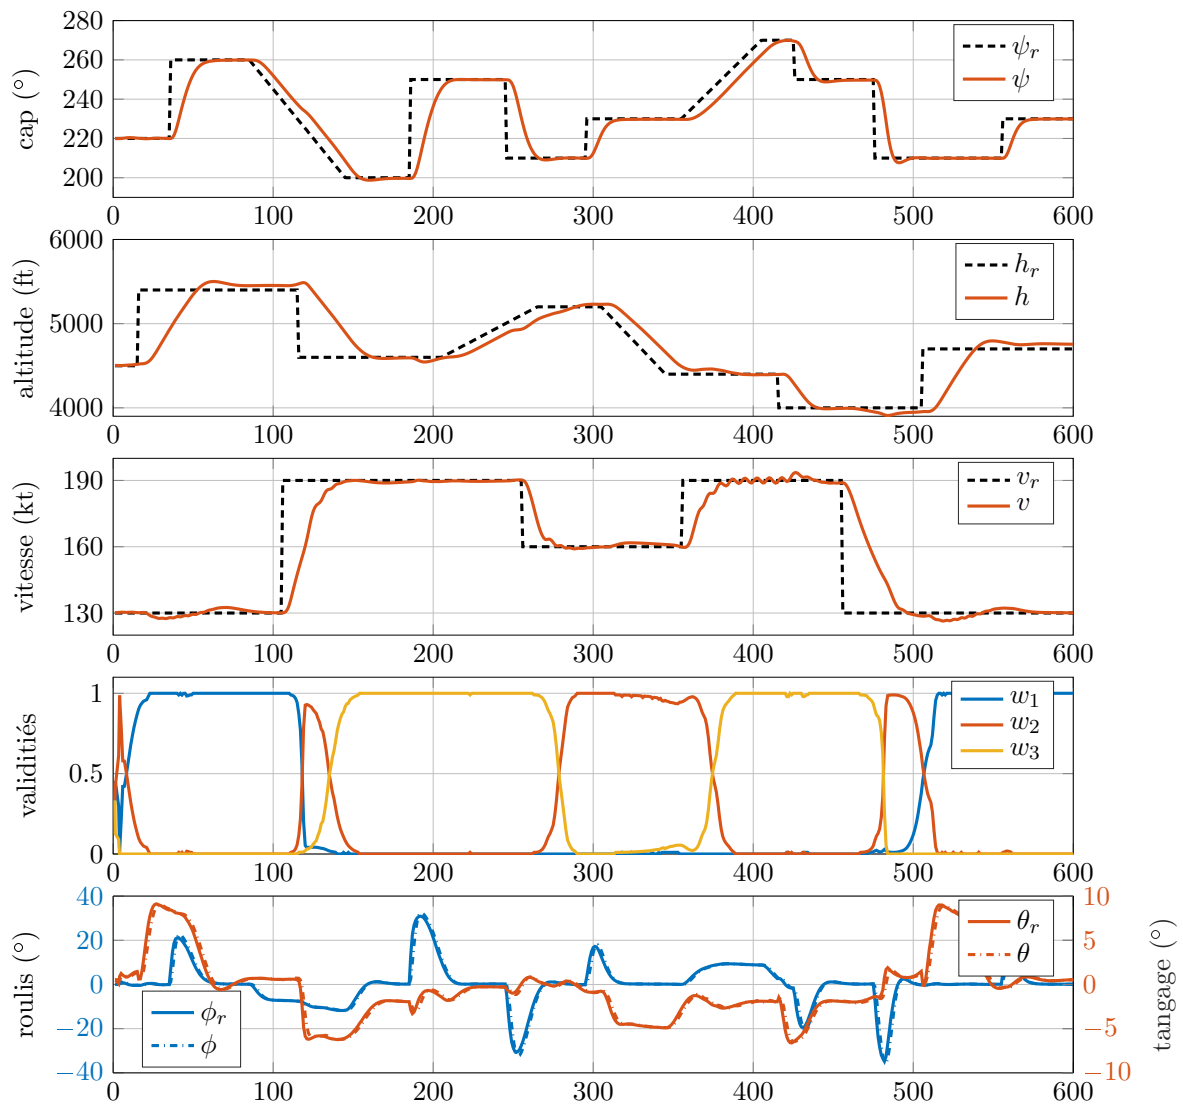 280
260
240
220
200
cap (°)
ψ_r
ψ
0 100 200 300 400 500 600
6000
5000
4000
altitude (ft)
h_r
h
0 100 200 300 400 500 600
190
160
130
vitesse (kt)
v_r
v
0 100 200 300 400 500 600
1
0.5
0
validitiés
w_1
w_2
w_3
0 100 200 300 400 500 600
40
20
0
−20
−40
roulis (°)
ϕ_r
ϕ
θ_r
θ
10
5
0
−5
−10
tangage (°)
0 100 200 300 400 500 600